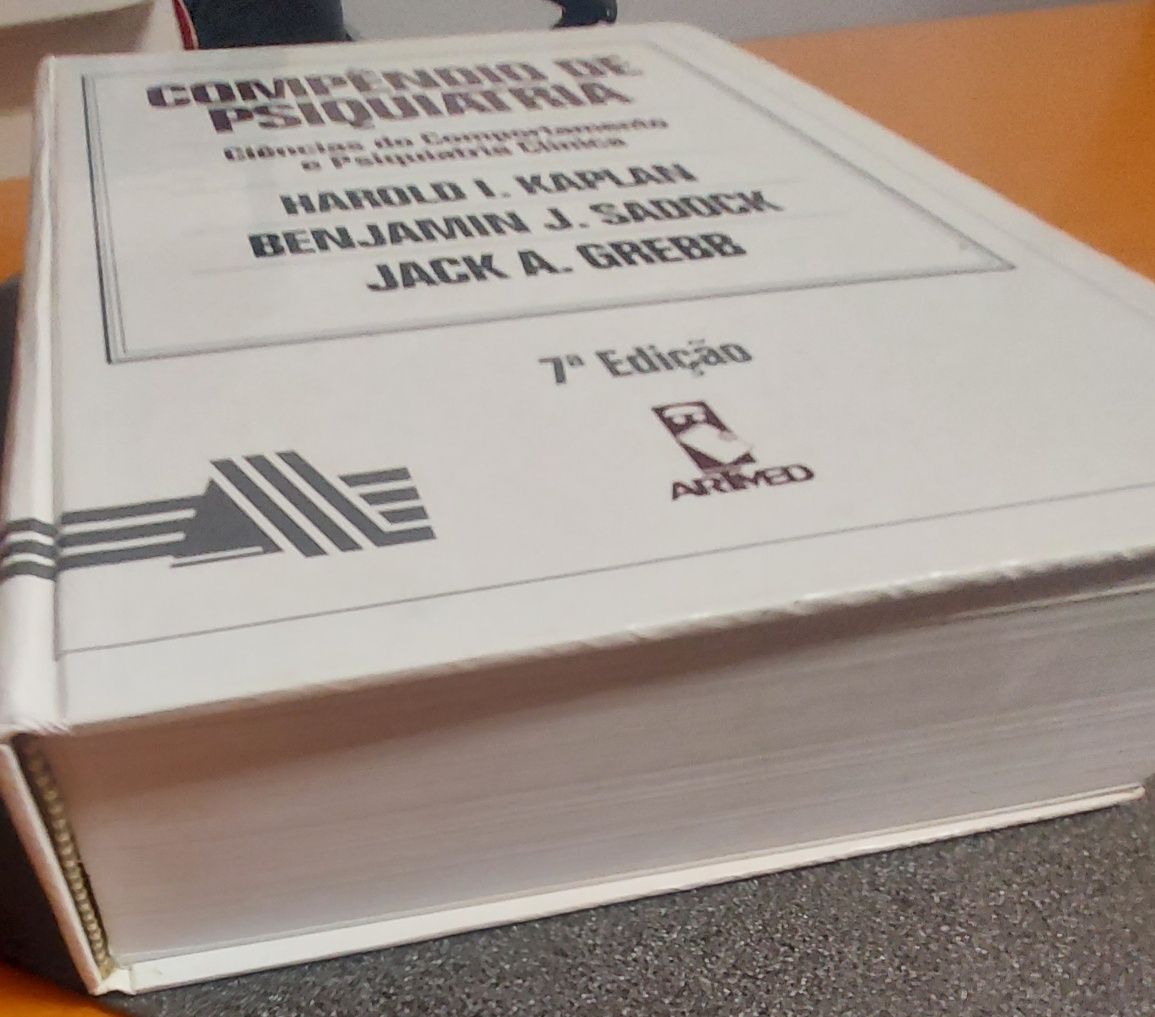 COMPÊNDIO DE
PSIQUIATRIA
Ciências do Comportamento
e Psiquiatria Clínica
HAROLD I. KAPLAN
BENJAMIN J. SADOCK
JACK A. GREBB
7ª Edição
ARTMED